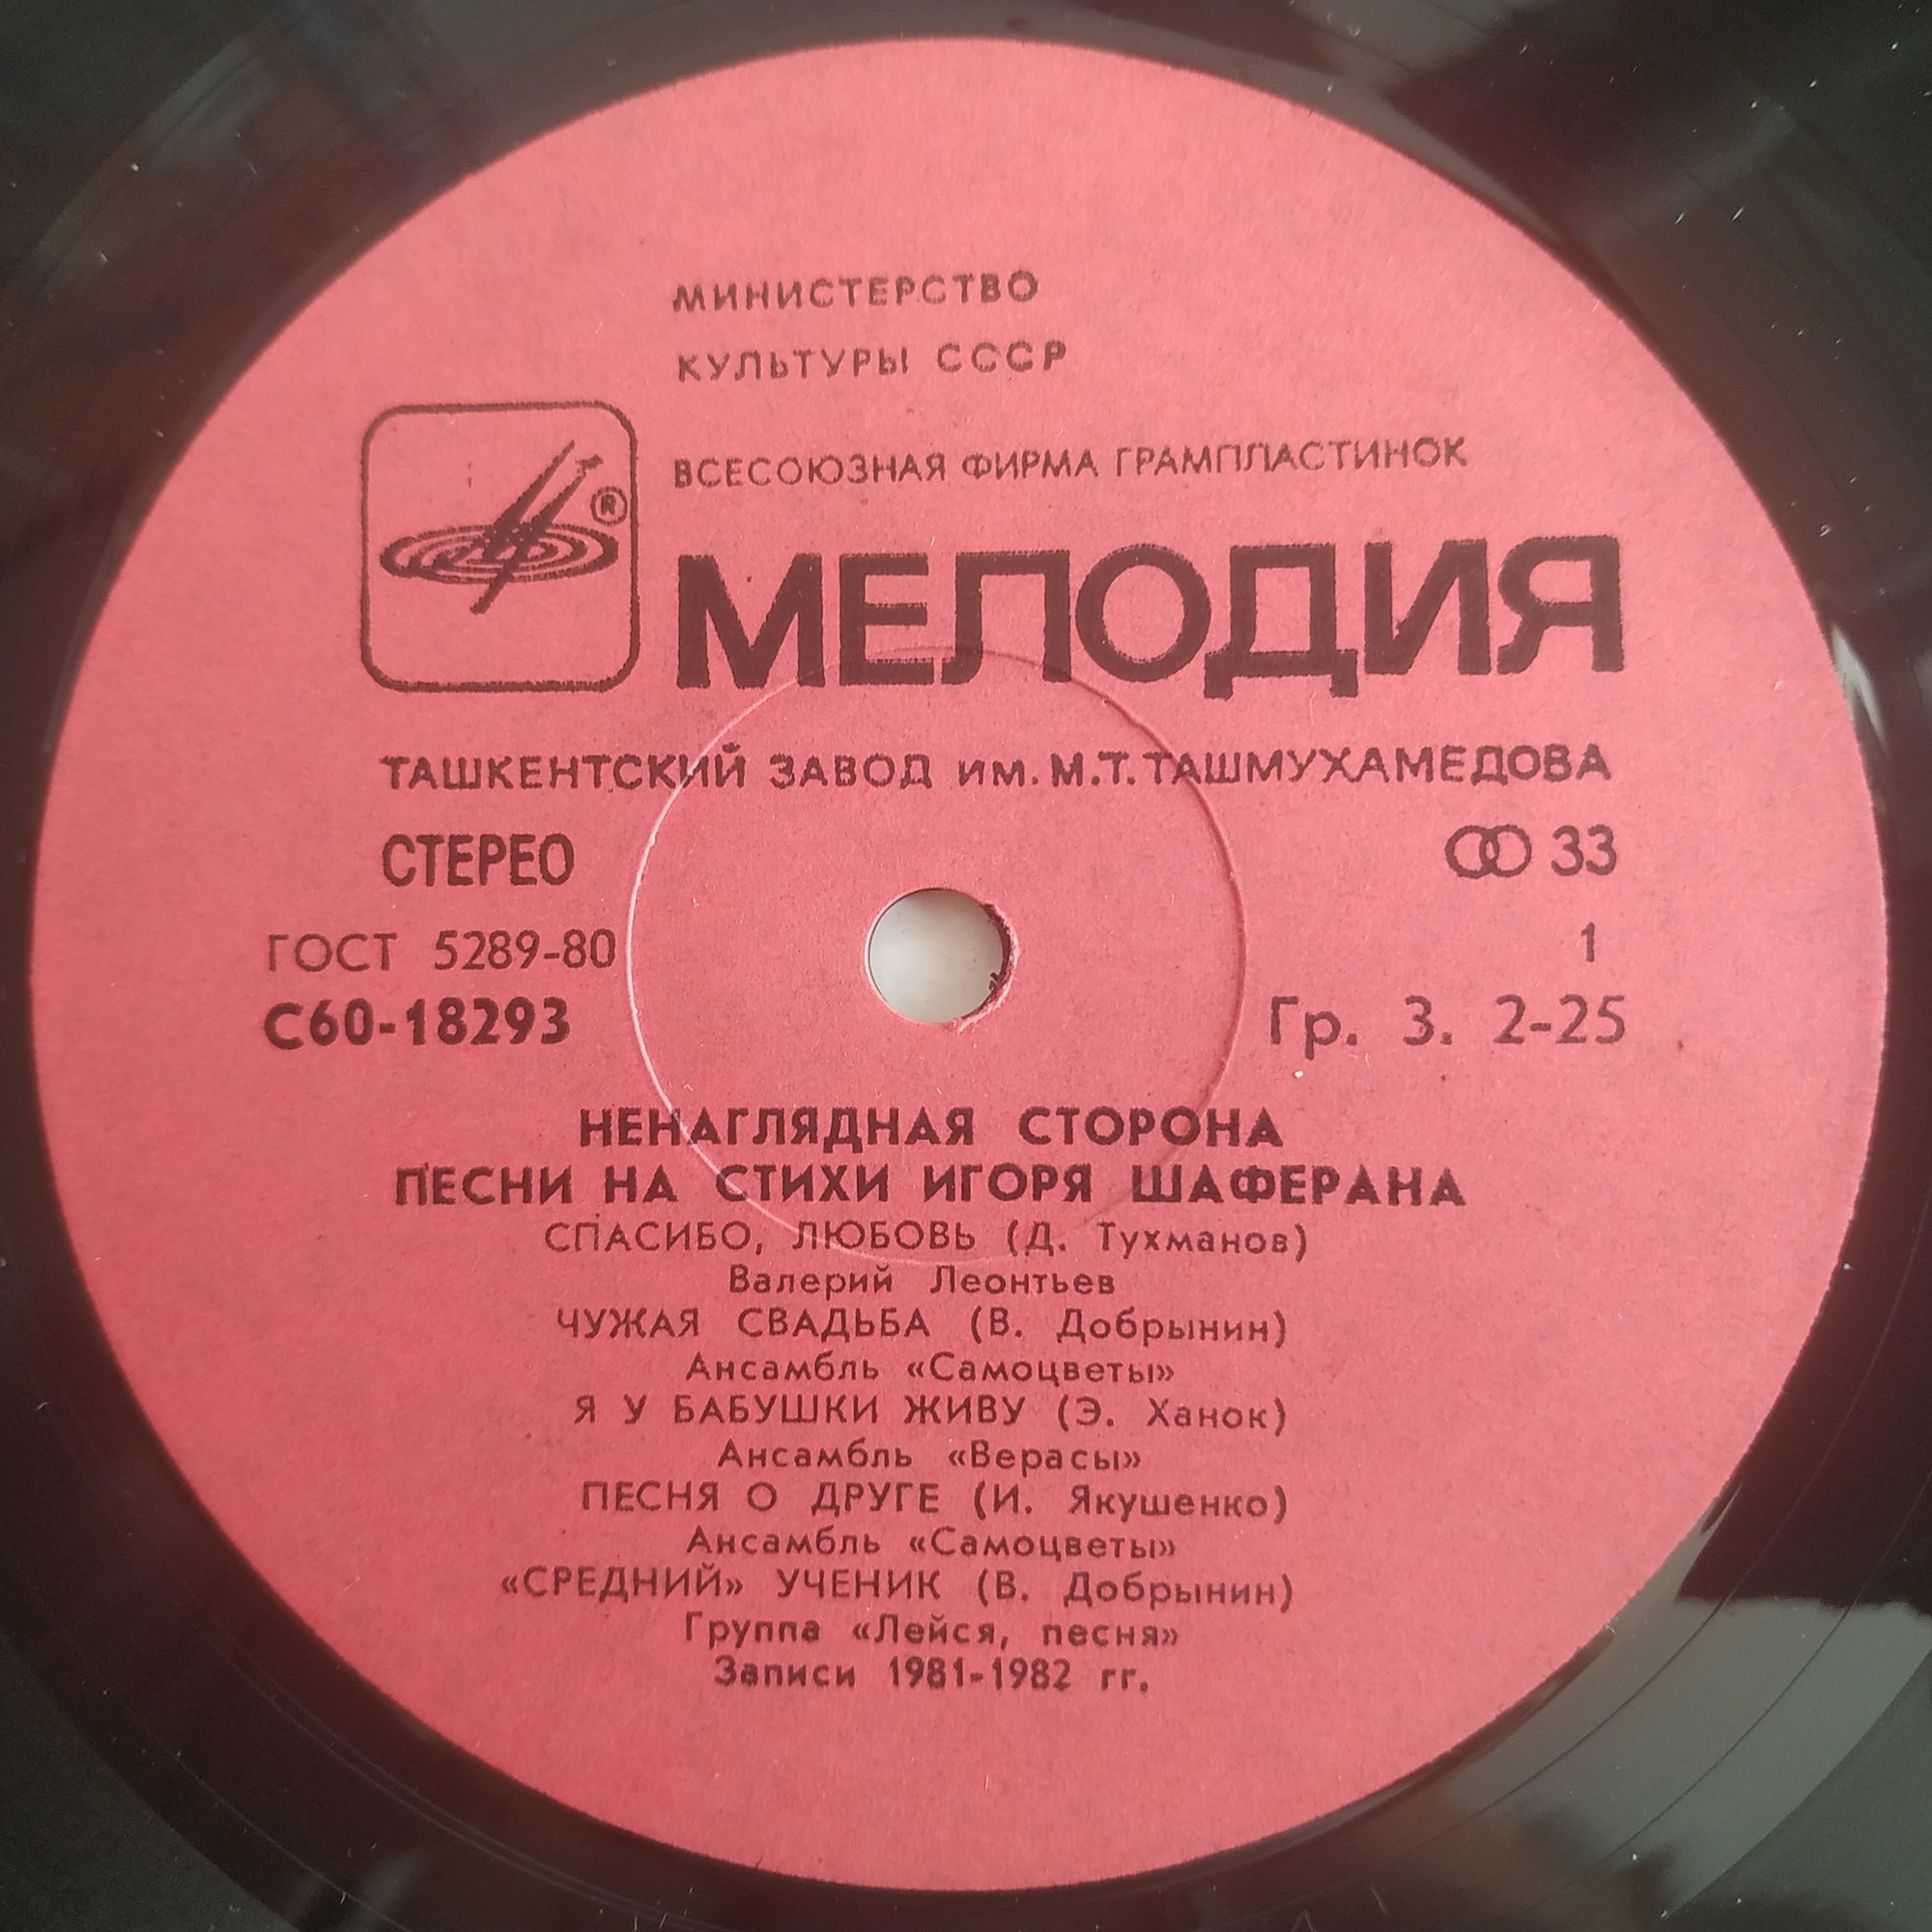 МИНИСТЕРСТВО
КУЛЬТУРЫ СССР
ВСЕСОЮЗНАЯ ФИРМА ГРАМПЛАСТИНОК
®
МЕЛОДИЯ
ТАШКЕНТСКИЙ ЗАВОД им. М.Т. ТАШМУХАМЕДОВА
СТЕРЕО 33
ГОСТ 5289-80 1
С60-18293 Гр. 3. 2-25
НЕНАГЛЯДНАЯ СТОРОНА
ПЕСНИ НА СТИХИ ИГОРЯ ШАФЕРАНА
СПАСИБО, ЛЮБОВЬ (Д. Тухманов)
Валерий Леонтьев
ЧУЖАЯ СВАДЬБА (В. Добрынин)
Ансамбль «Самоцветы»
Я У БАБУШКИ ЖИВУ (Э. Ханок)
Ансамбль «Верасы»
ПЕСНЯ О ДРУГЕ (И. Якушенко)
Ансамбль «Самоцветы»
«СРЕДНИЙ» УЧЕНИК (В. Добрынин)
Группа «Лейся, песня»
Записи 1981-1982 гг.